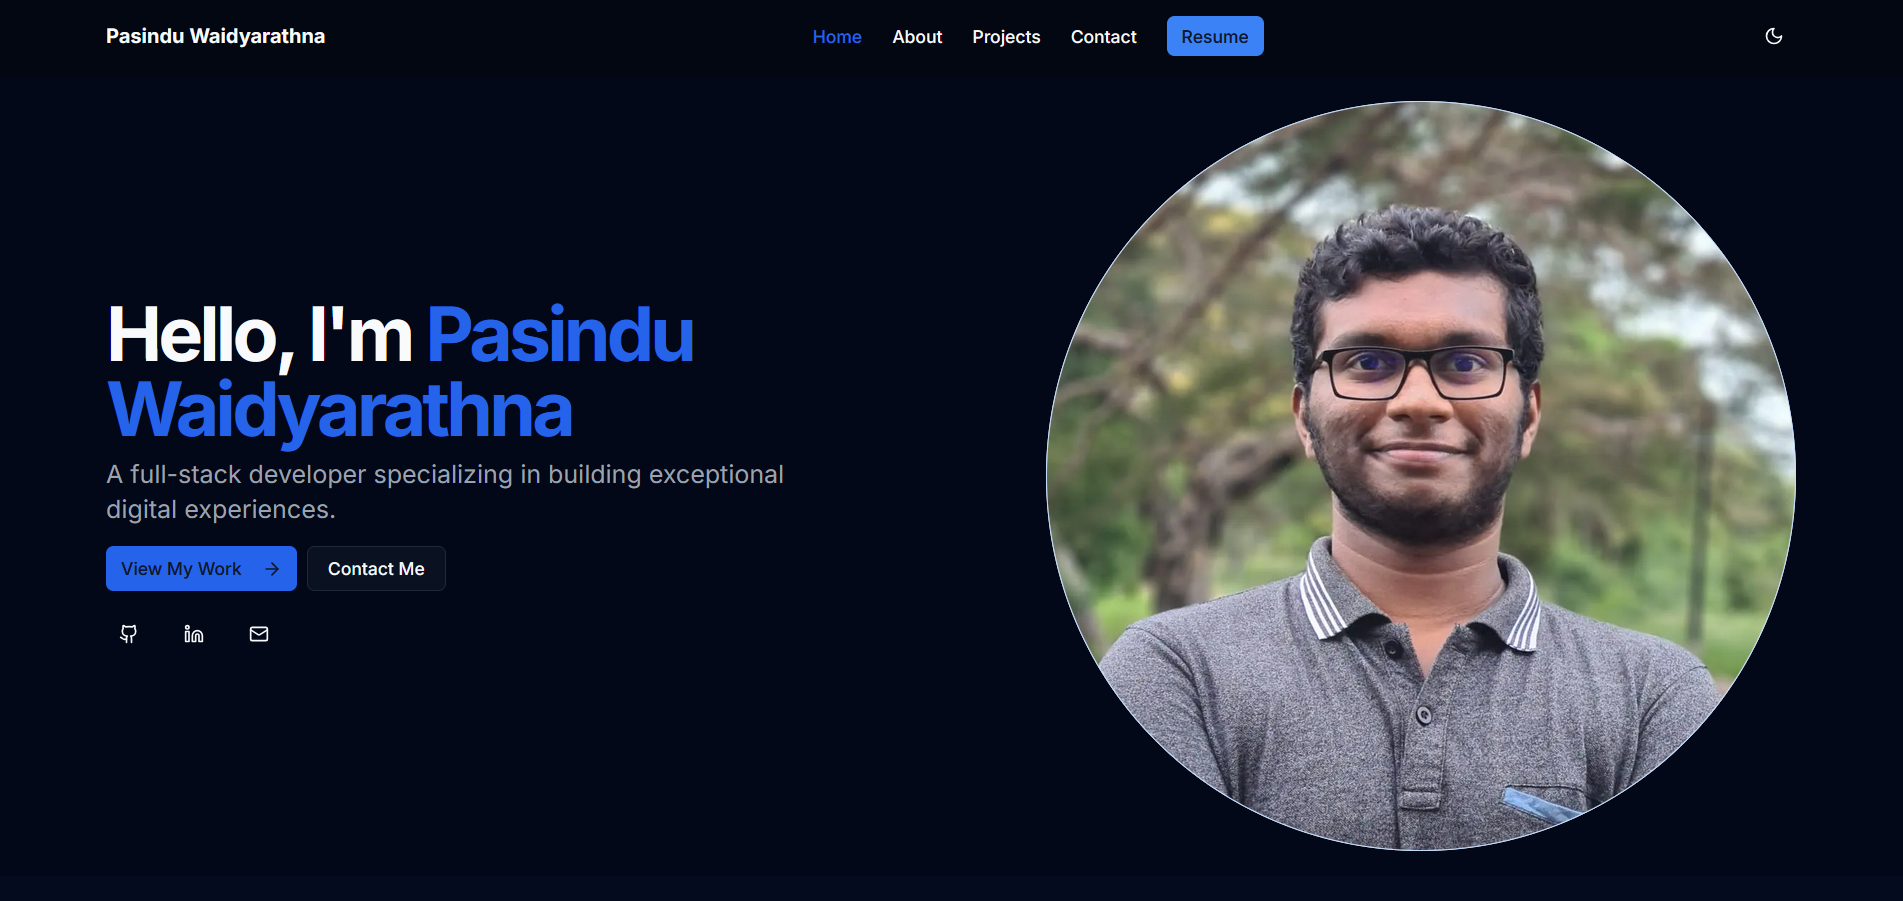 Pasindu Waidyarathna
Home About Projects Contact Resume
Hello, I'm Pasindu
Waidyarathna
A full-stack developer specializing in building exceptional
digital experiences.
View My Work Contact Me